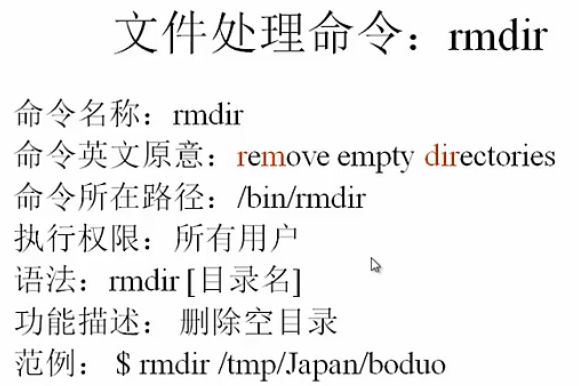 文件处理命令：rmdir
命令名称：rmdir
命令英文原意：remove empty directories
命令所在路径：/bin/rmdir
执行权限：所有用户
语法：rmdir [目录名]
功能描述： 删除空目录
范例： $ rmdir /tmp/Japan/boduo